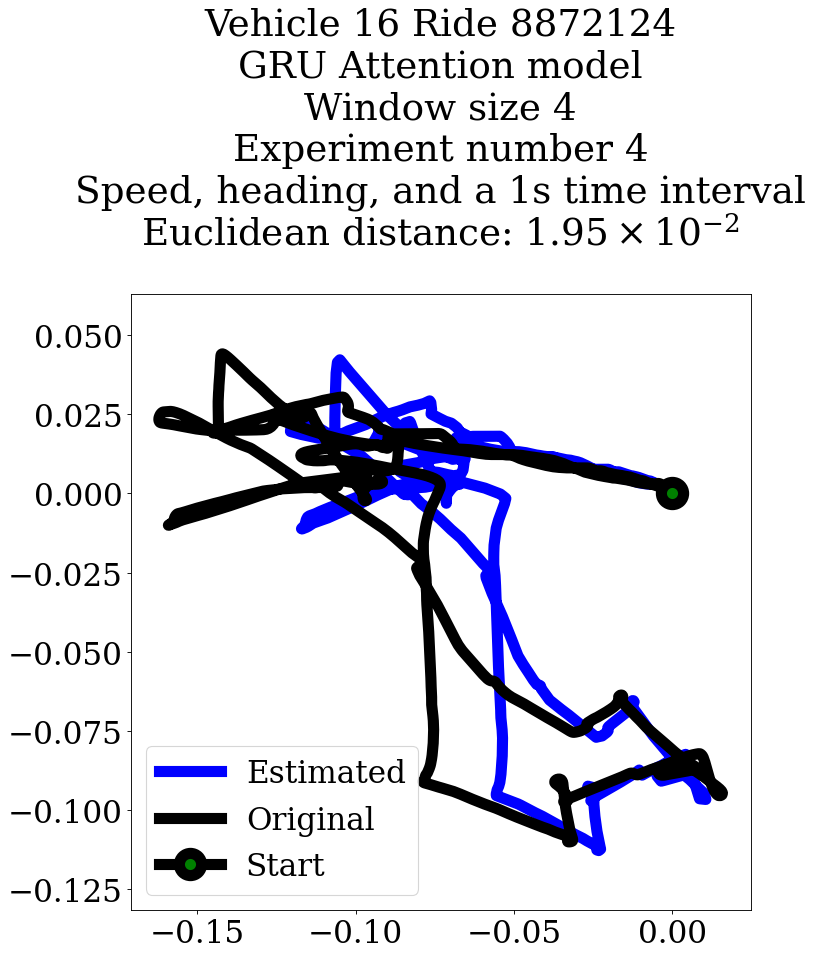 Vehicle 16 Ride 8872124
GRU Attention model
Window size 4
Experiment number 4
Speed, heading, and a 1s time interval
Euclidean distance: 1.95 × 10⁻²
0.050
0.025
0.000
−0.025
−0.050
−0.075
−0.100
−0.125
Estimated
Original
Start
−0.15
−0.10
−0.05
0.00